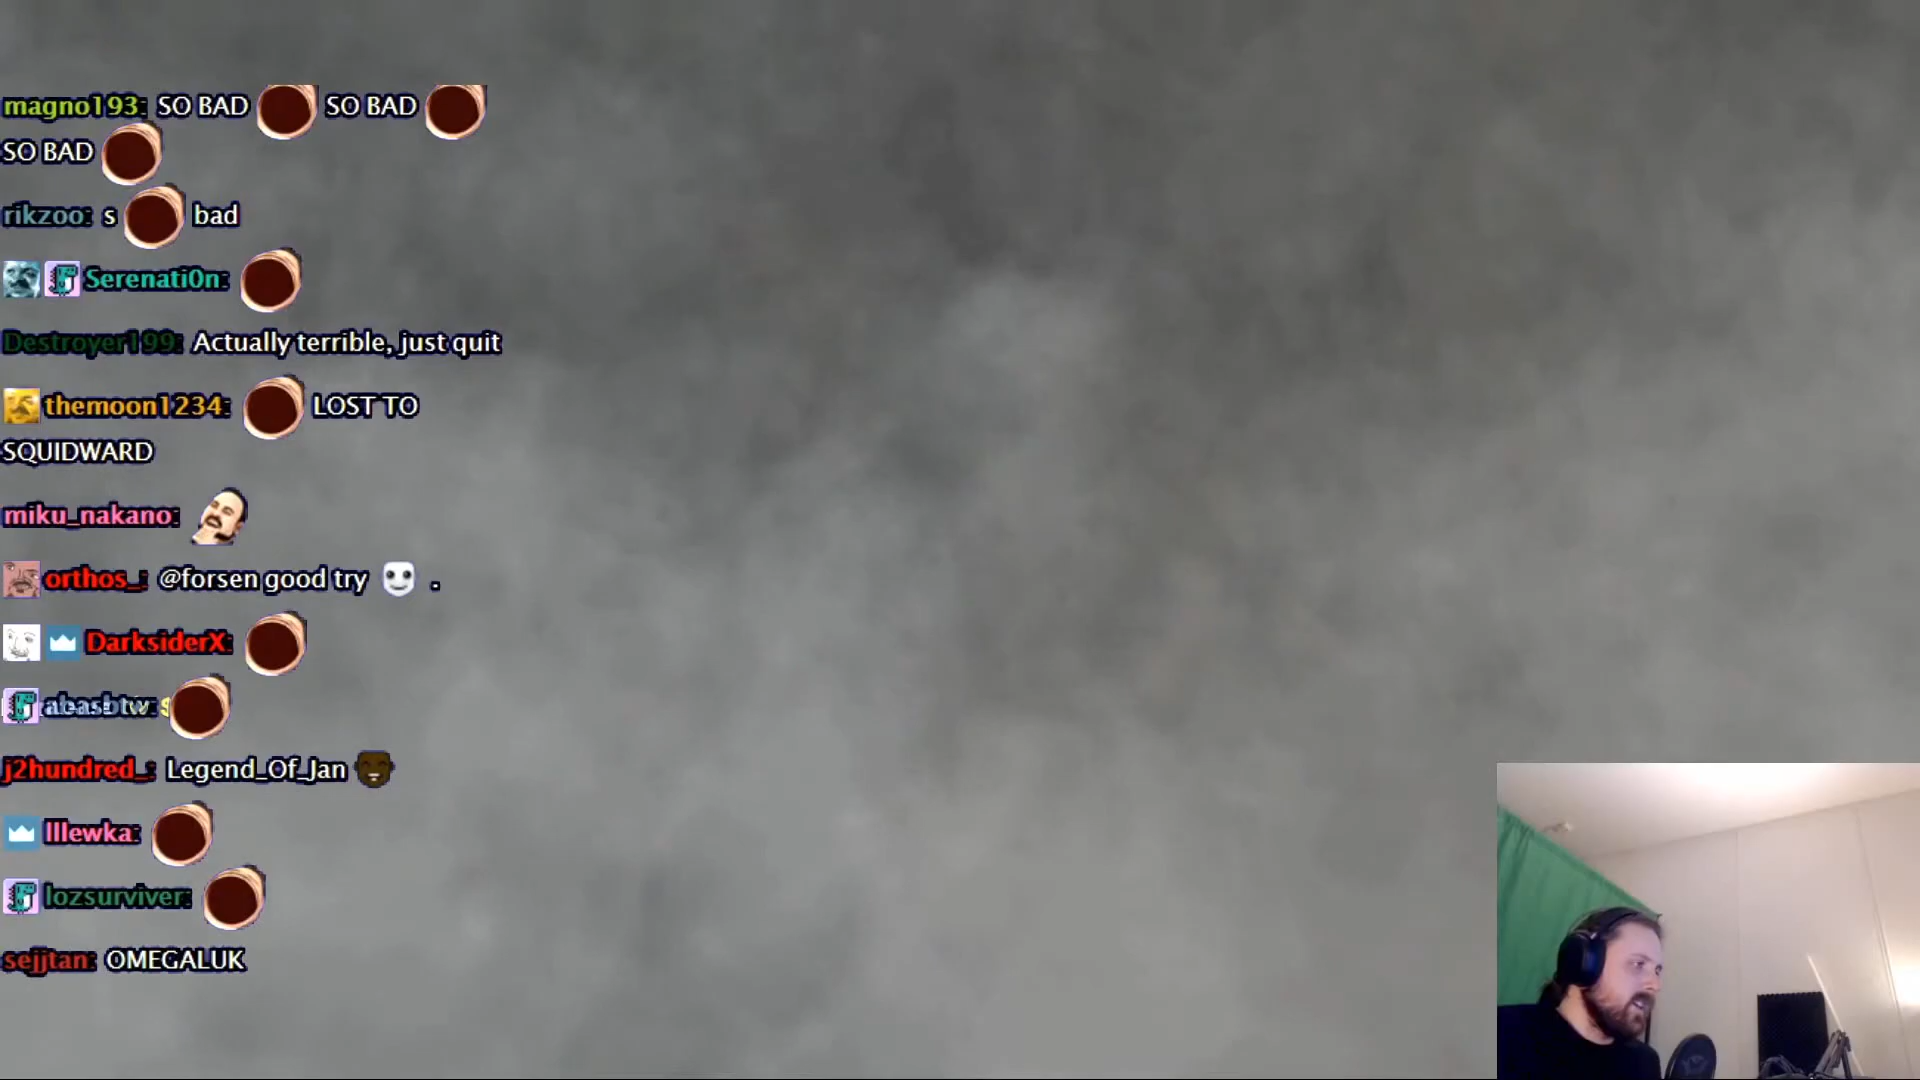 magno193: SO BAD SO BAD
SO BAD
rikzoo: s bad
Serenati0n:
Destroyer199: Actually terrible, just quit
themoon1234: LOST TO
SQUIDWARD
miku_nakano:
orthos_: @forsen good try .
DarksiderX:
abasbtw: s
j2hundred_: Legend_Of_Jan
lllewka:
lozsurviver:
sejjtan: OMEGALUK